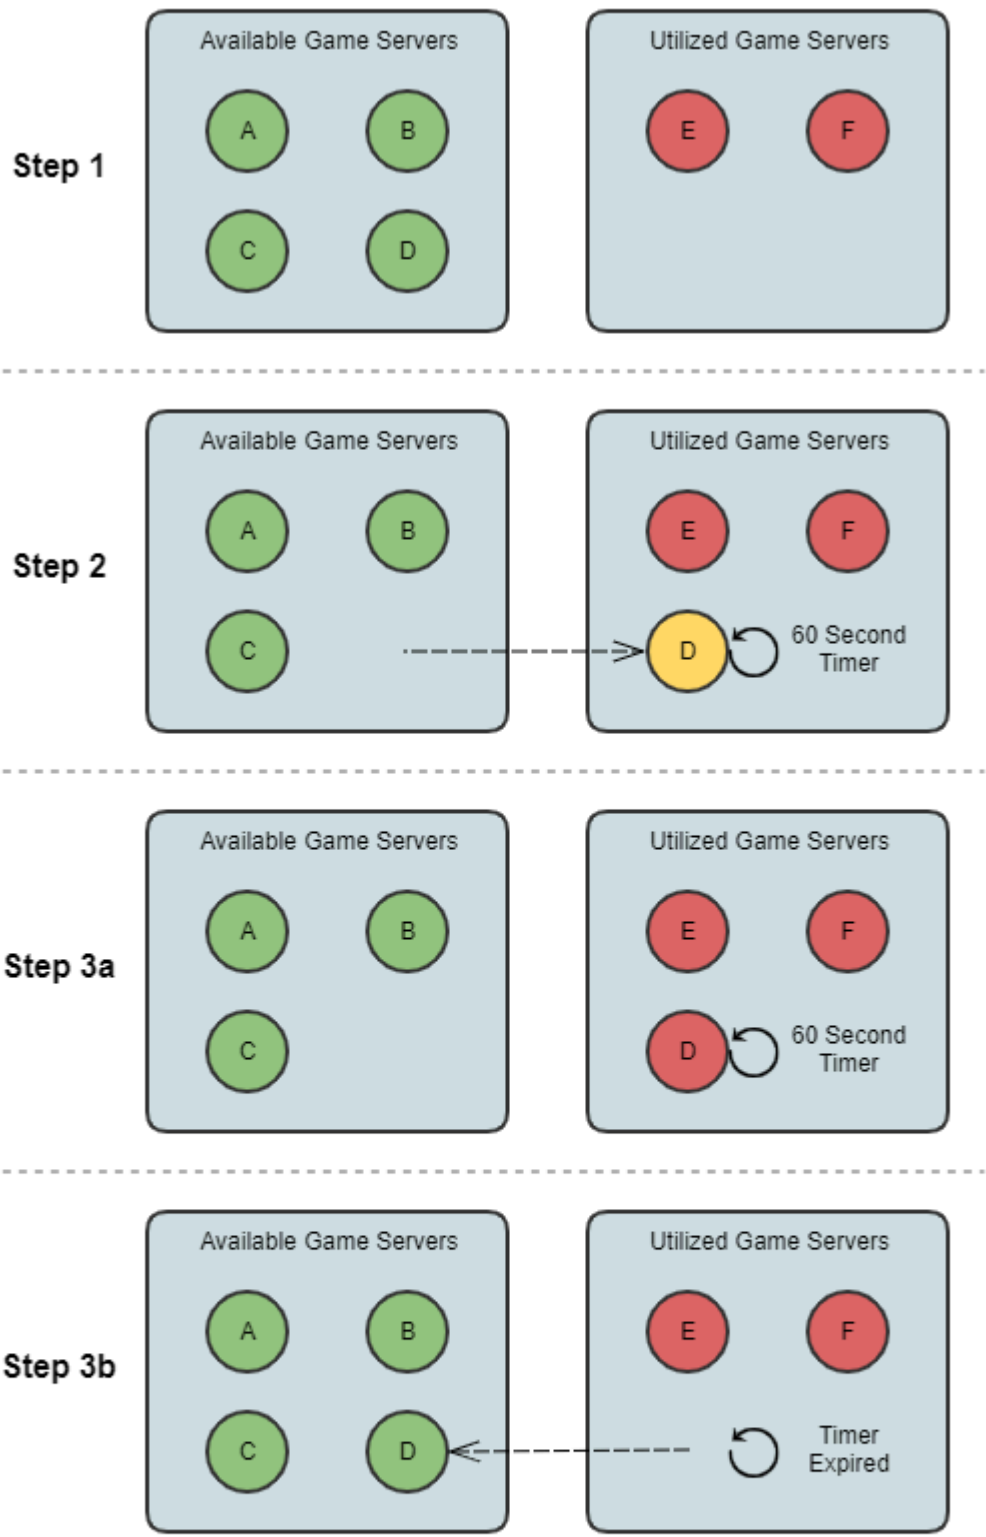 Available Game Servers
Utilized Game Servers
A
B
E
F
Step 1
C
D
Available Game Servers
Utilized Game Servers
A
B
E
F
Step 2
C
D
60 Second
Timer
Available Game Servers
Utilized Game Servers
A
B
E
F
Step 3a
C
D
60 Second
Timer
Available Game Servers
Utilized Game Servers
A
B
E
F
Step 3b
C
D
Timer
Expired